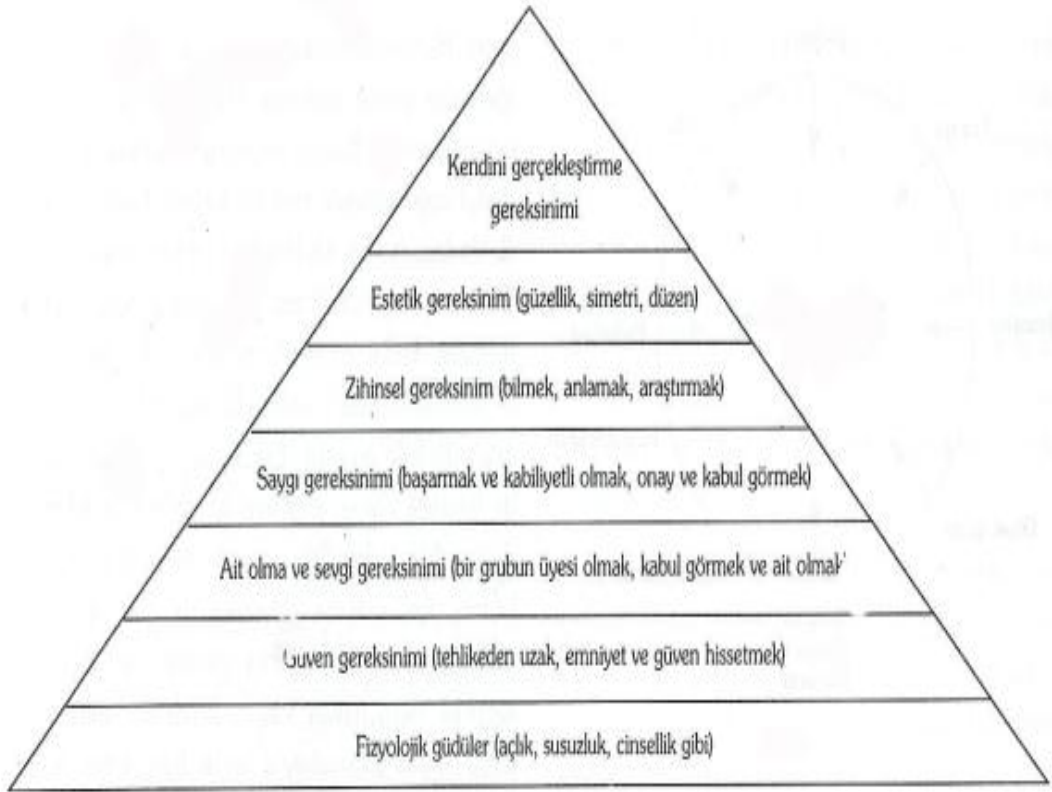 Kendini gerçekleştirme
gereksinimi
Estetik gereksinim (güzellik, simetri, düzen)
Zihinsel gereksinim (bilmek, anlamak, araştırmak)
Saygı gereksinimi (başarmak ve kabiliyetli olmak, onay ve kabul görmek)
Ait olma ve sevgi gereksinimi (bir grubun üyesi olmak, kabul görmek ve ait olmak
Güven gereksinimi (tehlikeden uzak, emniyet ve güven hissetmek)
Fizyolojik güdüler (açlık, susuzluk, cinsellik gibi)